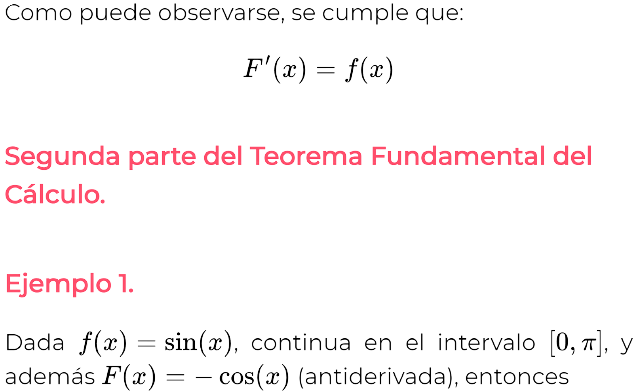 Como puede observarse, se cumple que:
F′(x) = f(x)
Segunda parte del Teorema Fundamental del
Cálculo.
Ejemplo 1.
Dada f(x) = sin(x), continua en el intervalo [0, π], y
además F(x) = − cos(x) (antiderivada), entonces